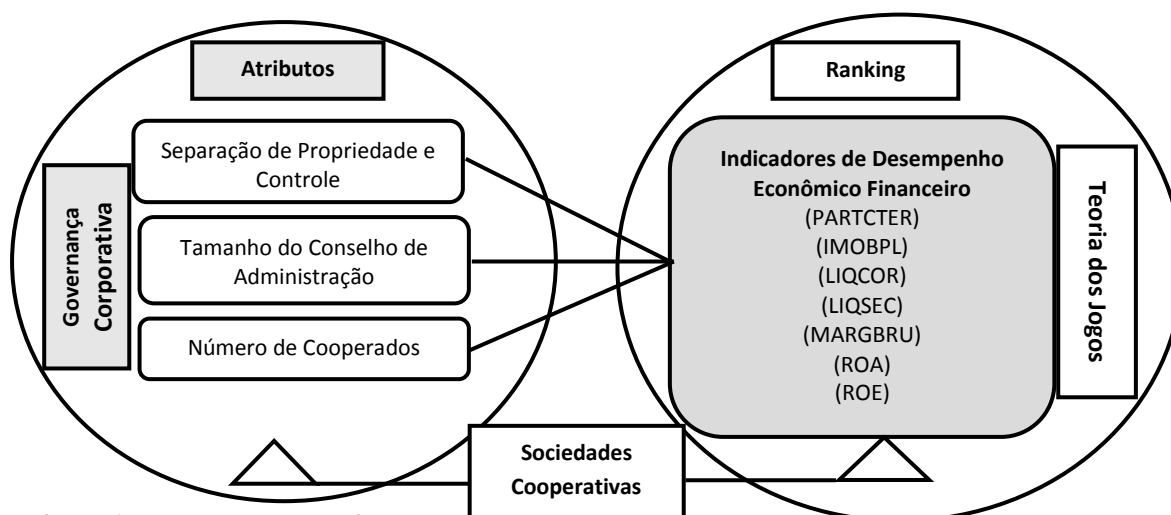 Atributos
Separação de Propriedade e
Controle
Tamanho do Conselho de
Administração
Número de Cooperados
Governança
Corporativa
Ranking
Indicadores de Desempenho
Econômico Financeiro
(PARTCTER)
(IMOBPL)
(LIQCOR)
(LIQSEC)
(MARGBRU)
(ROA)
(ROE)
Teoria dos Jogos
Sociedades
Cooperativas